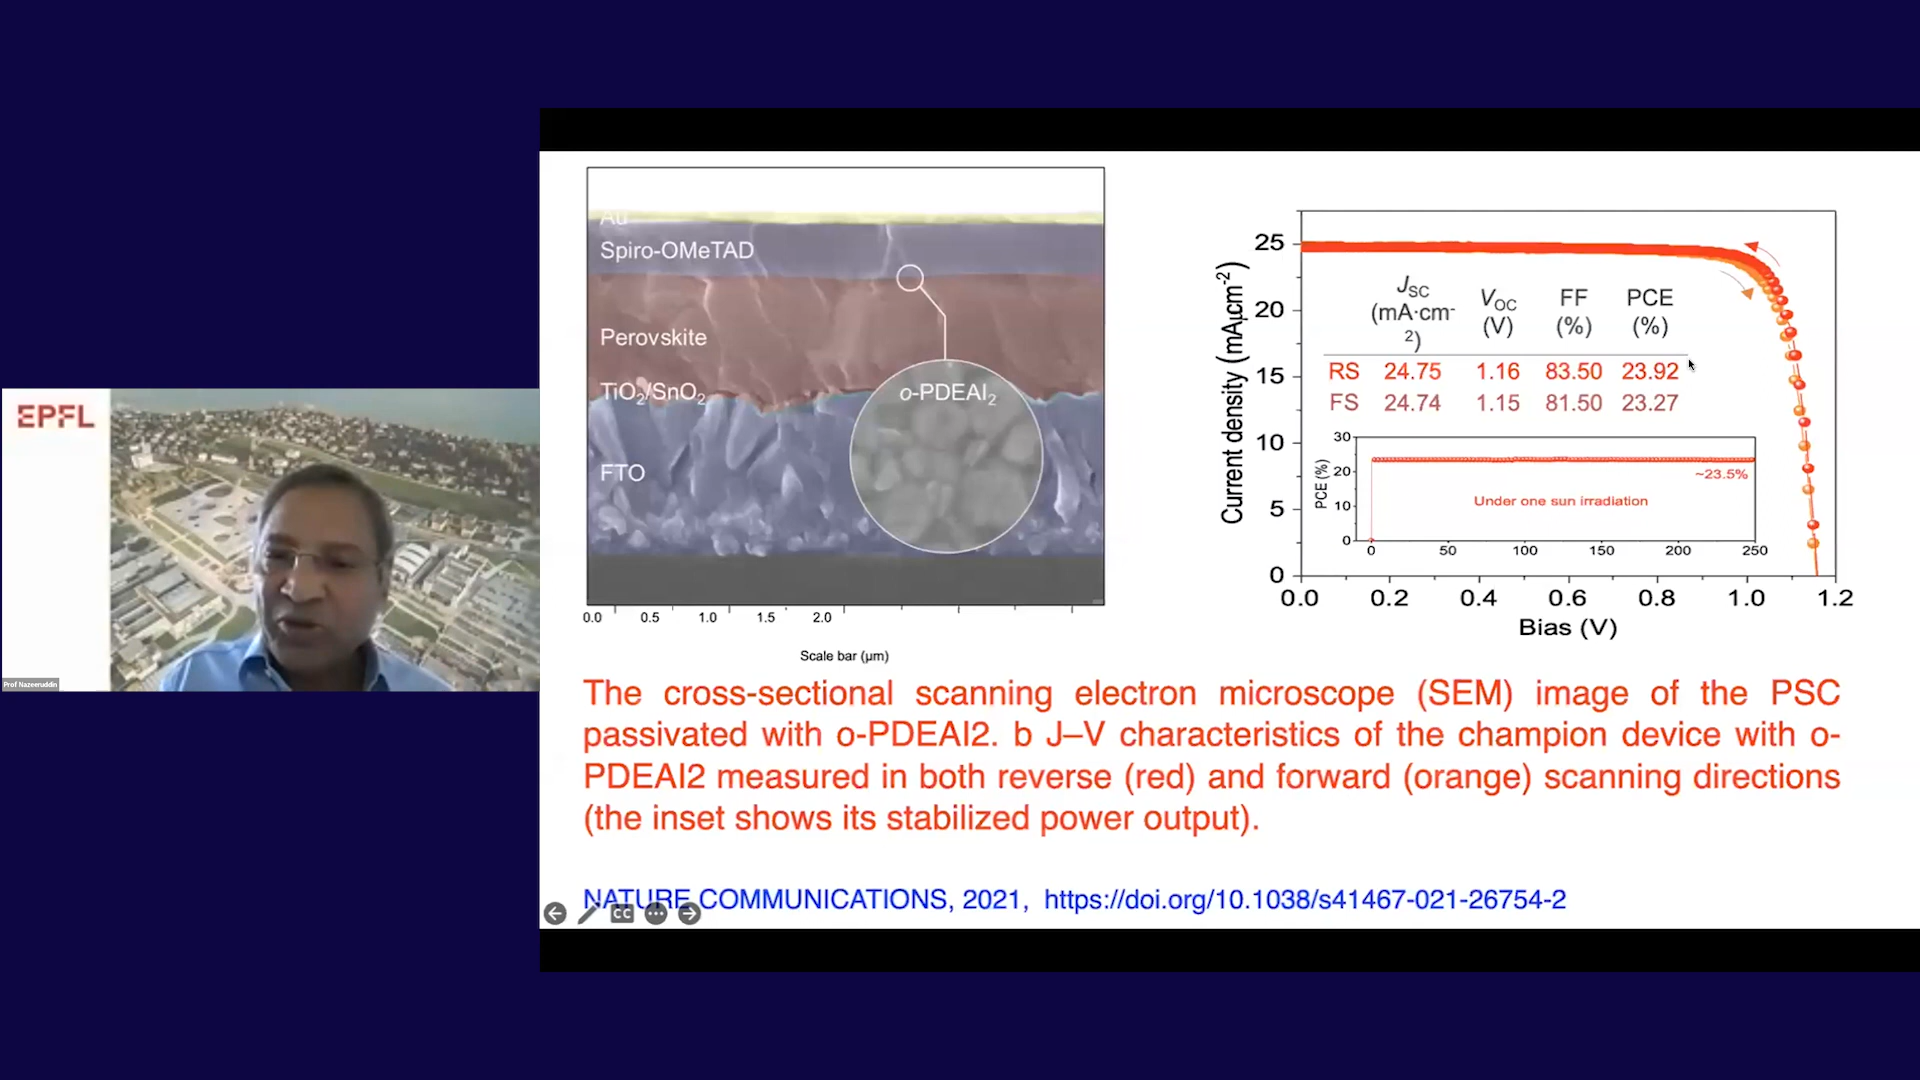 EPFL
Prof Nazeeruddin
Au
Spiro-OMeTAD
Perovskite
TiO2/SnO2
FTO
o-PDEAI2
0.0 0.5 1.0 1.5 2.0
Scale bar (µm)
Current density (mAµcm-2)
25
20
15
10
5
0
0.0 0.2 0.4 0.6 0.8 1.0 1.2
Bias (V)
JSC VOC FF PCE
(mA·cm-2) (V) (%) (%)
RS 24.75 1.16 83.50 23.92
FS 24.74 1.15 81.50 23.27
PCE (%)
30
20
10
0
~23.5%
Under one sun irradiation
0 50 100 150 200 250
The cross-sectional scanning electron microscope (SEM) image of the PSC
passivated with o-PDEAI2. b J–V characteristics of the champion device with o-
PDEAI2 measured in both reverse (red) and forward (orange) scanning directions
(the inset shows its stabilized power output).
NATURE COMMUNICATIONS, 2021, https://doi.org/10.1038/s41467-021-26754-2
CC